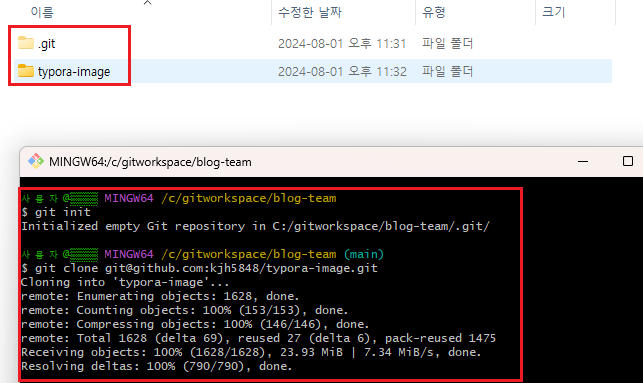 이름 수정한 날짜 유형 크기
.git 2024-08-01 오후 11:31 파일 폴더
typora-image 2024-08-01 오후 11:32 파일 폴더
MINGW64:/c/gitworkspace/blog-team
사용자@▒▒▒▒ MINGW64 /c/gitworkspace/blog-team
$ git init
Initialized empty Git repository in C:/gitworkspace/blog-team/.git/
사용자@▒▒▒▒ MINGW64 /c/gitworkspace/blog-team (main)
$ git clone git@github.com:kjh5848/typora-image.git
Cloning into 'typora-image'...
remote: Enumerating objects: 1628, done.
remote: Counting objects: 100% (153/153), done.
remote: Compressing objects: 100% (146/146), done.
remote: Total 1628 (delta 69), reused 27 (delta 6), pack-reused 1475
Receiving objects: 100% (1628/1628), 23.93 MiB | 7.34 MiB/s, done.
Resolving deltas: 100% (790/790), done.